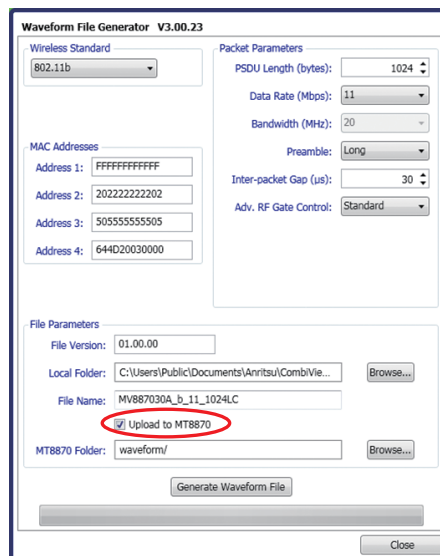 Waveform File Generator V3.00.23
Wireless Standard
802.11b
MAC Addresses
Address 1: FFFFFFFFFFFF
Address 2: 202222222202
Address 3: 505555555505
Address 4: 644D20030000
Packet Parameters
PSDU Length (bytes): 1024
Data Rate (Mbps): 11
Bandwidth (MHz): 20
Preamble: Long
Inter-packet Gap (µs): 30
Adv. RF Gate Control: Standard
File Parameters
File Version: 01.00.00
Local Folder: C:\Users\Public\Documents\Anritsu\CombiVie... Browse...
File Name: MV887030A_b_11_1024LC
Upload to MT8870
MT8870 Folder: waveform/ Browse...
Generate Waveform File
Close